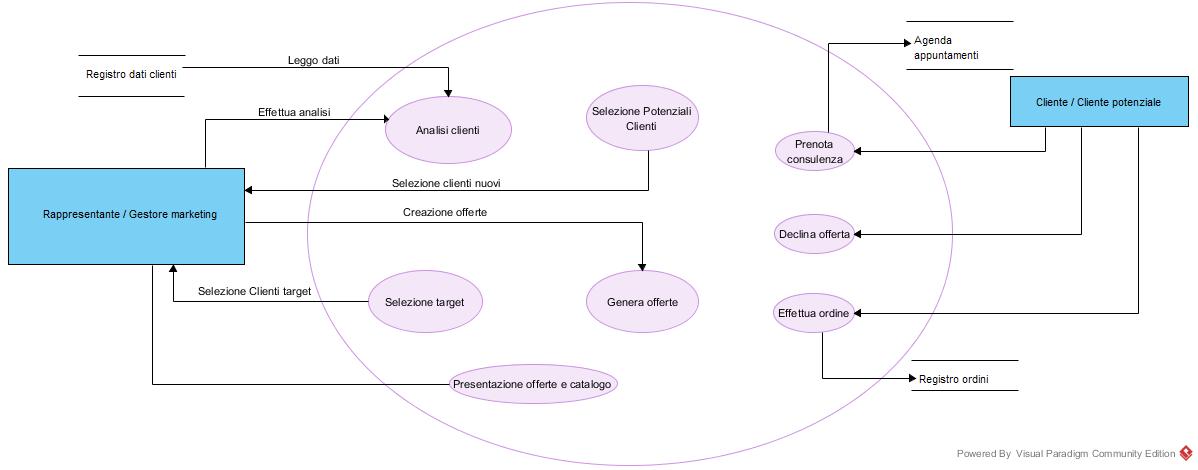 Agenda
appuntamenti
Leggo dati
Registro dati clienti
Cliente / Cliente potenziale
Effettua analisi
Selezione Potenziali
Clienti
Analisi clienti
Prenota
consulenza
Selezione clienti nuovi
Creazione offerte
Rappresentante / Gestore marketing
Declina offerta
Selezione Clienti target
Selezione target
Genera offerte
Effettua ordine
Registro ordini
Presentazione offerte e catalogo
Powered By Visual Paradigm Community Edition